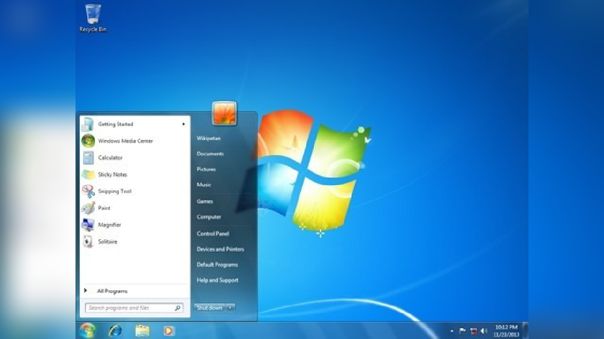 Recycle Bin
Getting Started
Windows Media Center
Calculator
Sticky Notes
Snipping Tool
Paint
Magnifier
Solitaire
All Programs
Search programs and files
Wikipetan
Documents
Pictures
Music
Games
Computer
Control Panel
Devices and Printers
Default Programs
Help and Support
Shut down
10:12 PM
11/23/2013